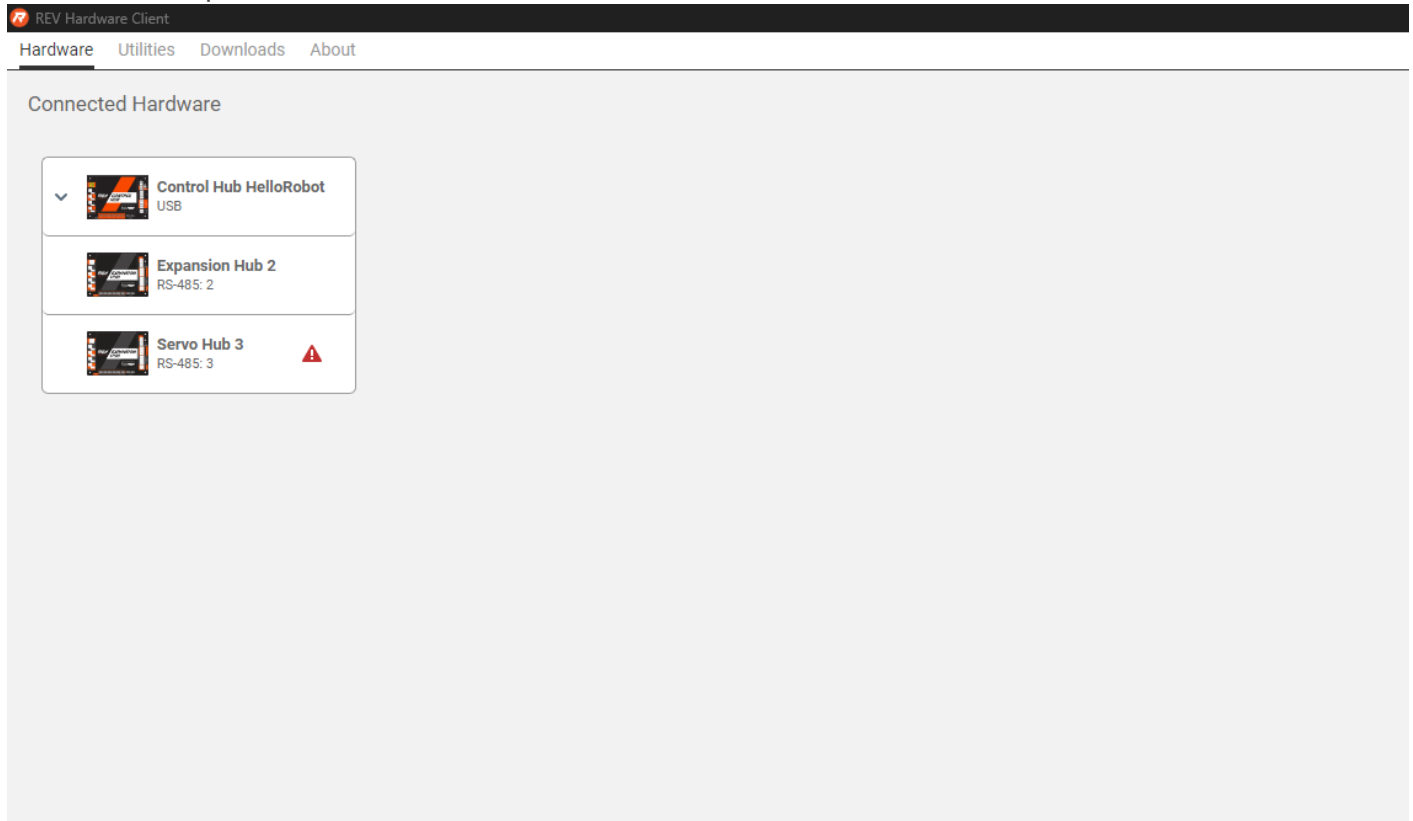 REV Hardware Client
Hardware Utilities Downloads About
Connected Hardware
Control Hub HelloRobot
USB
Expansion Hub 2
RS-485: 2
Servo Hub 3
RS-485: 3